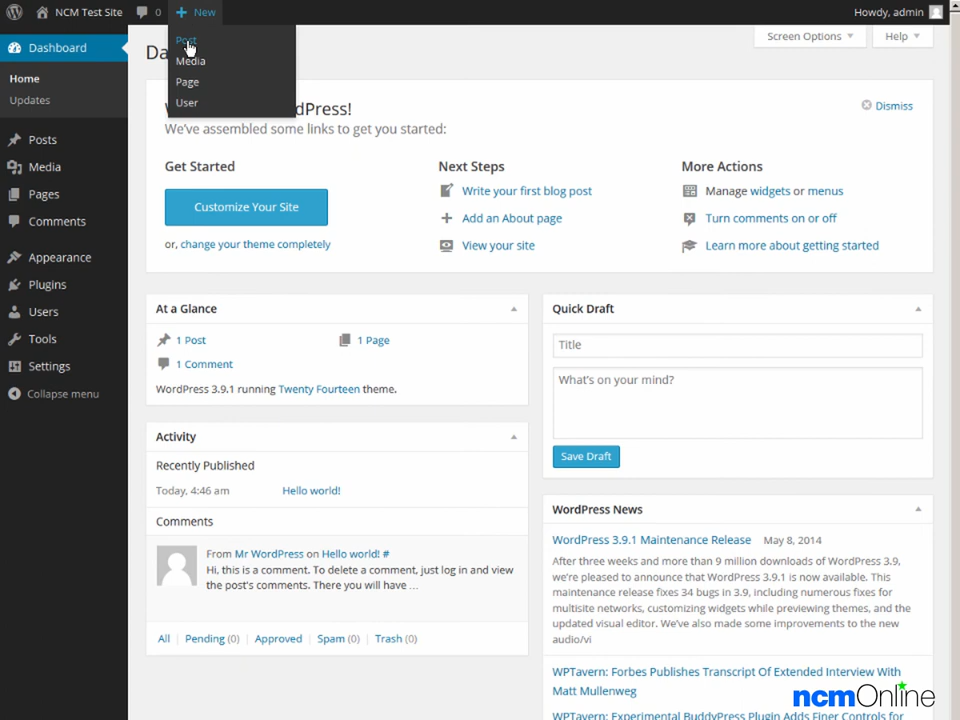 NCM Test Site
0
New
Howdy, admin
Post
Media
Page
User
Screen Options
Help
Dashboard
Home
Updates
Posts
Media
Pages
Comments
Appearance
Plugins
Users
Tools
Settings
Collapse menu
Da
dPress!
We've assembled some links to get you started:
Dismiss
Get Started
Customize Your Site
or, change your theme completely
Next Steps
Write your first blog post
Add an About page
View your site
More Actions
Manage widgets or menus
Turn comments on or off
Learn more about getting started
At a Glance
1 Post
1 Page
1 Comment
WordPress 3.9.1 running Twenty Fourteen theme.
Activity
Recently Published
Today, 4:46 am
Hello world!
Comments
From Mr WordPress on Hello world! #
Hi, this is a comment. To delete a comment, just log in and view
the post's comments. There you will have …
All | Pending (0) | Approved | Spam (0) | Trash (0)
Quick Draft
Title
What's on your mind?
Save Draft
WordPress News
WordPress 3.9.1 Maintenance Release May 8, 2014
After three weeks and more than 9 million downloads of WordPress 3.9,
we're pleased to announce that WordPress 3.9.1 is now available. This
maintenance release fixes 34 bugs in 3.9, including numerous fixes for
multisite networks, customizing widgets while previewing themes, and the
updated visual editor. We've also made some improvements to the new
audio/vi
WPTavern: Forbes Publishes Transcript Of Extended Interview With
Matt Mullenweg
WPTavern: Experimental BuddyPress Plugin Adds Finer Controls for
ncmOnline